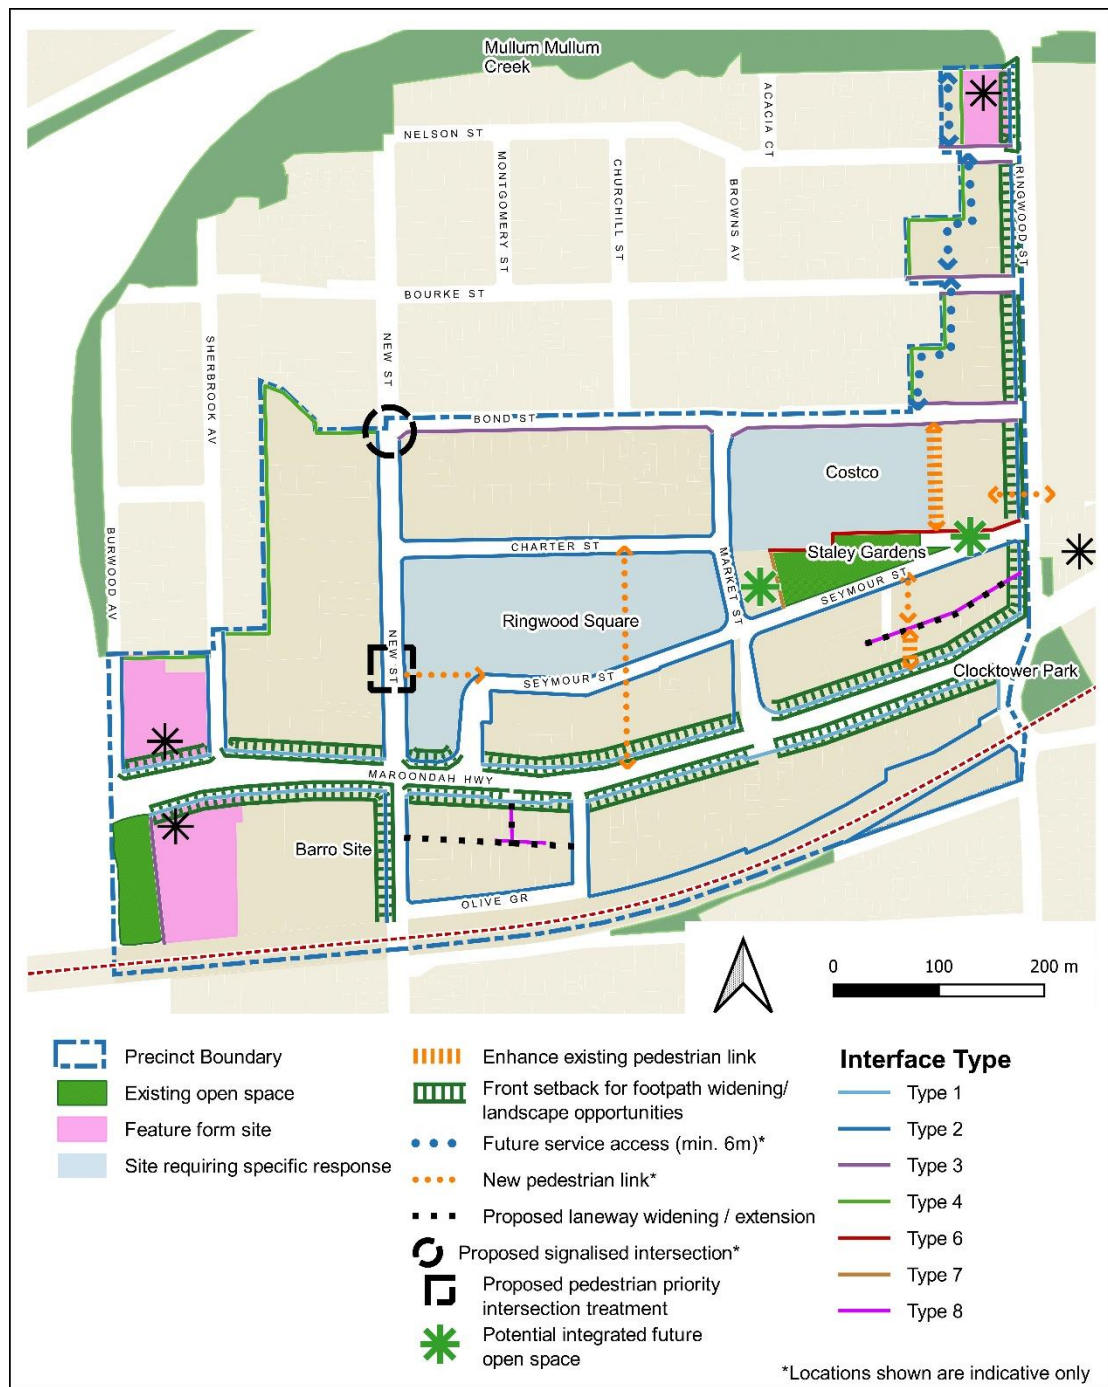 Mullum Mullum
Creek
NELSON ST
ACACIA CT
MONTGOMERY ST
CHURCHILL ST
BROWNS AV
RINGWOOD ST
BOURKE ST
SHERBROOK AV
NEW ST
BOND ST
Costco
BURWOOD AV
CHARTER ST
MARKET ST
Staley Gardens
SEYMOUR ST
Ringwood Square
NEW ST
SEYMOUR ST
Clocktower Park
MAROONDAH HWY
Barro Site
OLIVE GR
0 100 200 m
Precinct Boundary
Existing open space
Feature form site
Site requiring specific response
Enhance existing pedestrian link
Front setback for footpath widening/
landscape opportunities
Future service access (min. 6m)*
New pedestrian link*
Proposed laneway widening / extension
Proposed signalised intersection*
Proposed pedestrian priority
intersection treatment
Potential integrated future
open space
Interface Type
Type 1
Type 2
Type 3
Type 4
Type 6
Type 7
Type 8
*Locations shown are indicative only